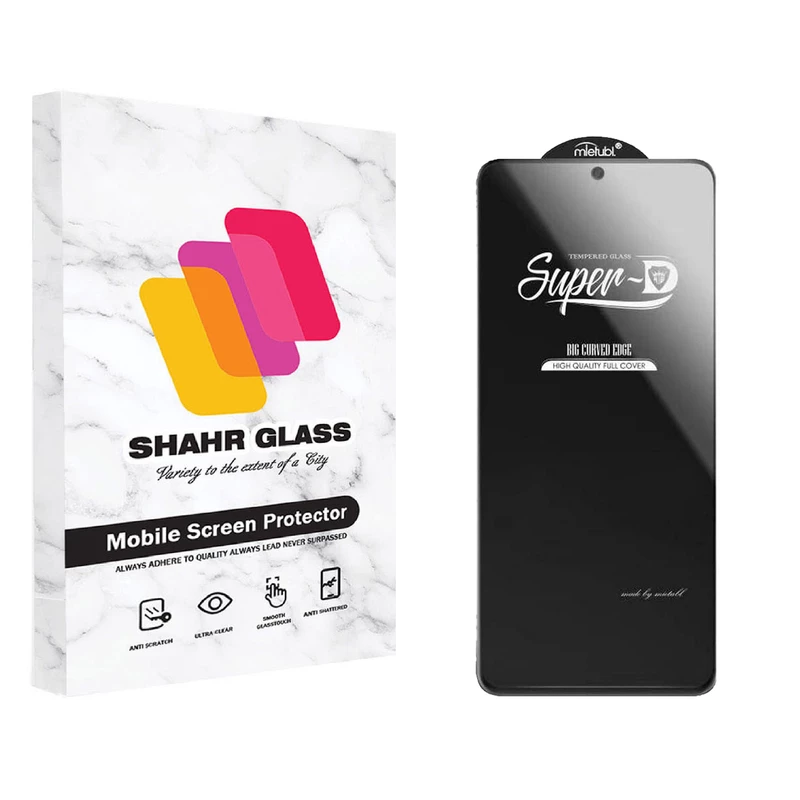 SHAHR GLASS
Variety to the extent of a City
Mobile Screen Protector
ALWAYS ADHERE TO QUALITY ALWAYS LEAD NEVER SURPASSED
ANTI SCRATCH
ULTRA CLEAR
SMOOTH
GLASSTOUCH
ANTI SHATTERED
mletubl.®
TEMPERED GLASS
Super-D
BIG CURVED EDGE
HIGH QUALITY FULL COVER
made by mietubl